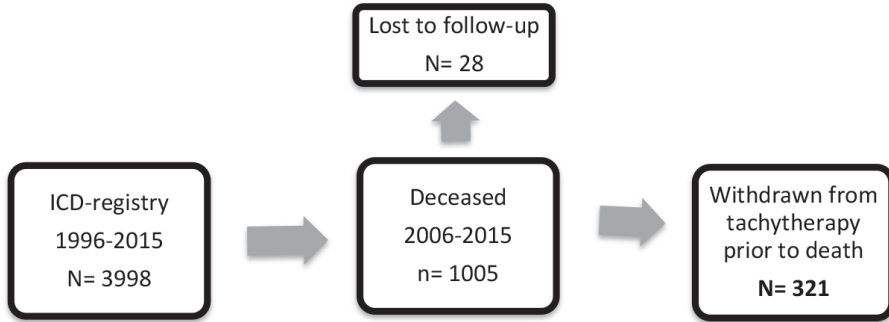 Lost to follow-up
N= 28
ICD-registry
1996-2015
N= 3998
Deceased
2006-2015
n= 1005
Withdrawn from
tachytherapy
prior to death
N= 321